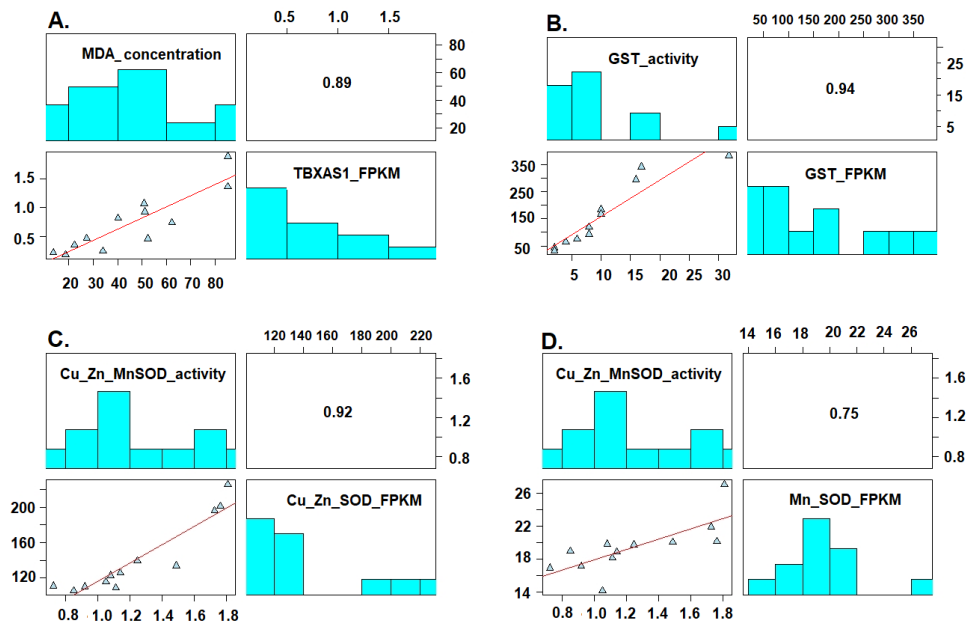 A.
0.5 1.0 1.5
MDA_concentration
0.89
80
60
40
20
1.5
1.0
0.5
TBXAS1_FPKM
20 30 40 50 60 70 80
B.
50 100 150 200 250 300 350
GST_activity
0.94
25
15
5
350
250
150
50
GST_FPKM
5 10 15 20 25 30
C.
120 140 160 180 200 220
Cu_Zn_MnSOD_activity
0.92
1.6
1.2
0.8
200
160
120
Cu_Zn_SOD_FPKM
0.8 1.0 1.2 1.4 1.6 1.8
D.
14 16 18 20 22 24 26
Cu_Zn_MnSOD_activity
0.75
1.6
1.2
0.8
26
22
18
14
Mn_SOD_FPKM
0.8 1.0 1.2 1.4 1.6 1.8